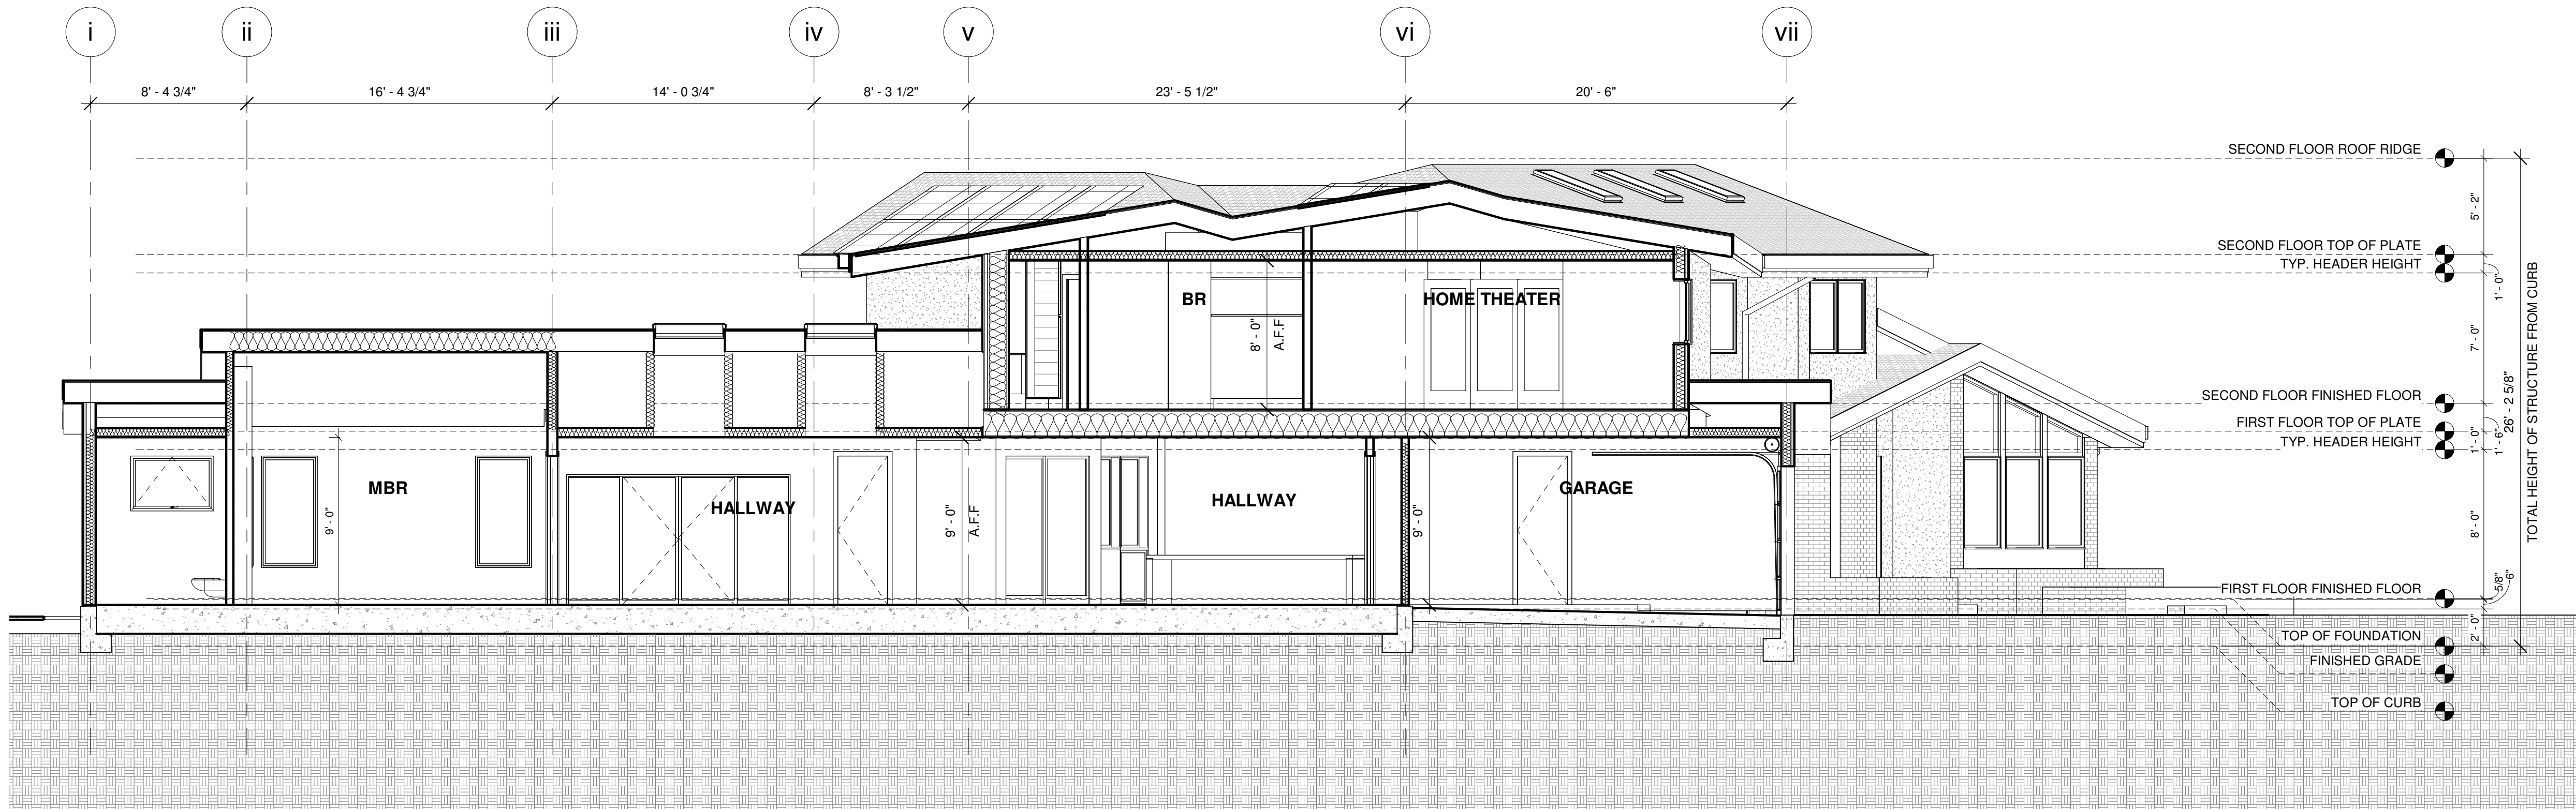 i
ii
iii
iv
v
vi
vii
8' - 4 3/4"
16' - 4 3/4"
14' - 0 3/4"
8' - 3 1/2"
23' - 5 1/2"
20' - 6"
SECOND FLOOR ROOF RIDGE
5' - 2"
SECOND FLOOR TOP OF PLATE
TYP. HEADER HEIGHT
1' - 0"
BR
HOME THEATER
8' - 0"
A.F.F
7' - 0"
TOTAL HEIGHT OF STRUCTURE FROM CURB
26' - 2 5/8"
SECOND FLOOR FINISHED FLOOR
FIRST FLOOR TOP OF PLATE
TYP. HEADER HEIGHT
1' - 0"
1' - 6"
MBR
HALLWAY
HALLWAY
GARAGE
9' - 0"
9' - 0"
A.F.F
9' - 0"
8' - 0"
FIRST FLOOR FINISHED FLOOR
5/8"
6"
TOP OF FOUNDATION
2' - 0"
FINISHED GRADE
TOP OF CURB